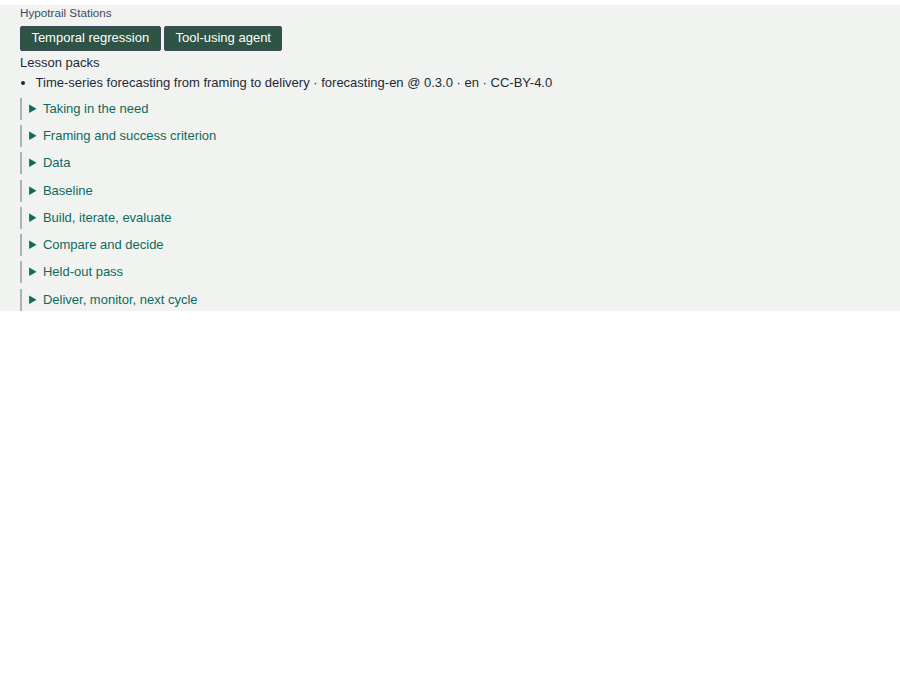 Hypotrail Stations
Temporal regression Tool-using agent
Lesson packs
• Time-series forecasting from framing to delivery · forecasting-en @ 0.3.0 · en · CC-BY-4.0
▶ Taking in the need
▶ Framing and success criterion
▶ Data
▶ Baseline
▶ Build, iterate, evaluate
▶ Compare and decide
▶ Held-out pass
▶ Deliver, monitor, next cycle